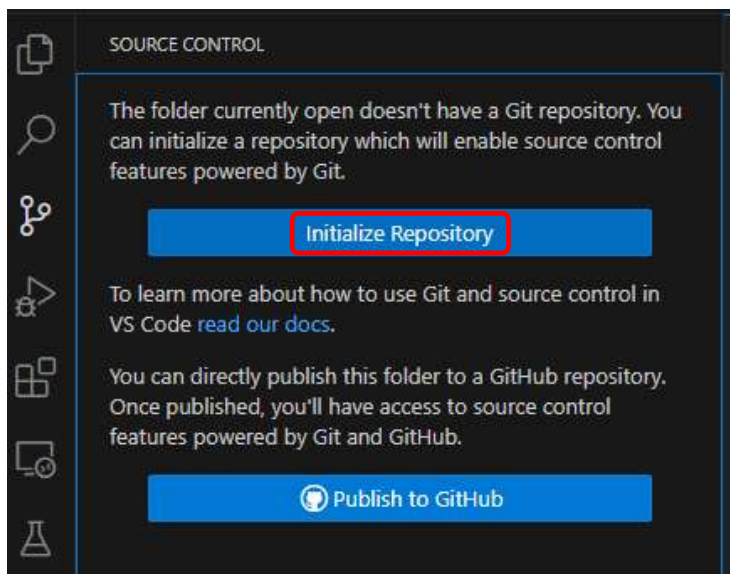 SOURCE CONTROL
The folder currently open doesn't have a Git repository. You
can initialize a repository which will enable source control
features powered by Git.
Initialize Repository
To learn more about how to use Git and source control in
VS Code read our docs.
You can directly publish this folder to a GitHub repository.
Once published, you'll have access to source control
features powered by Git and GitHub.
Publish to GitHub